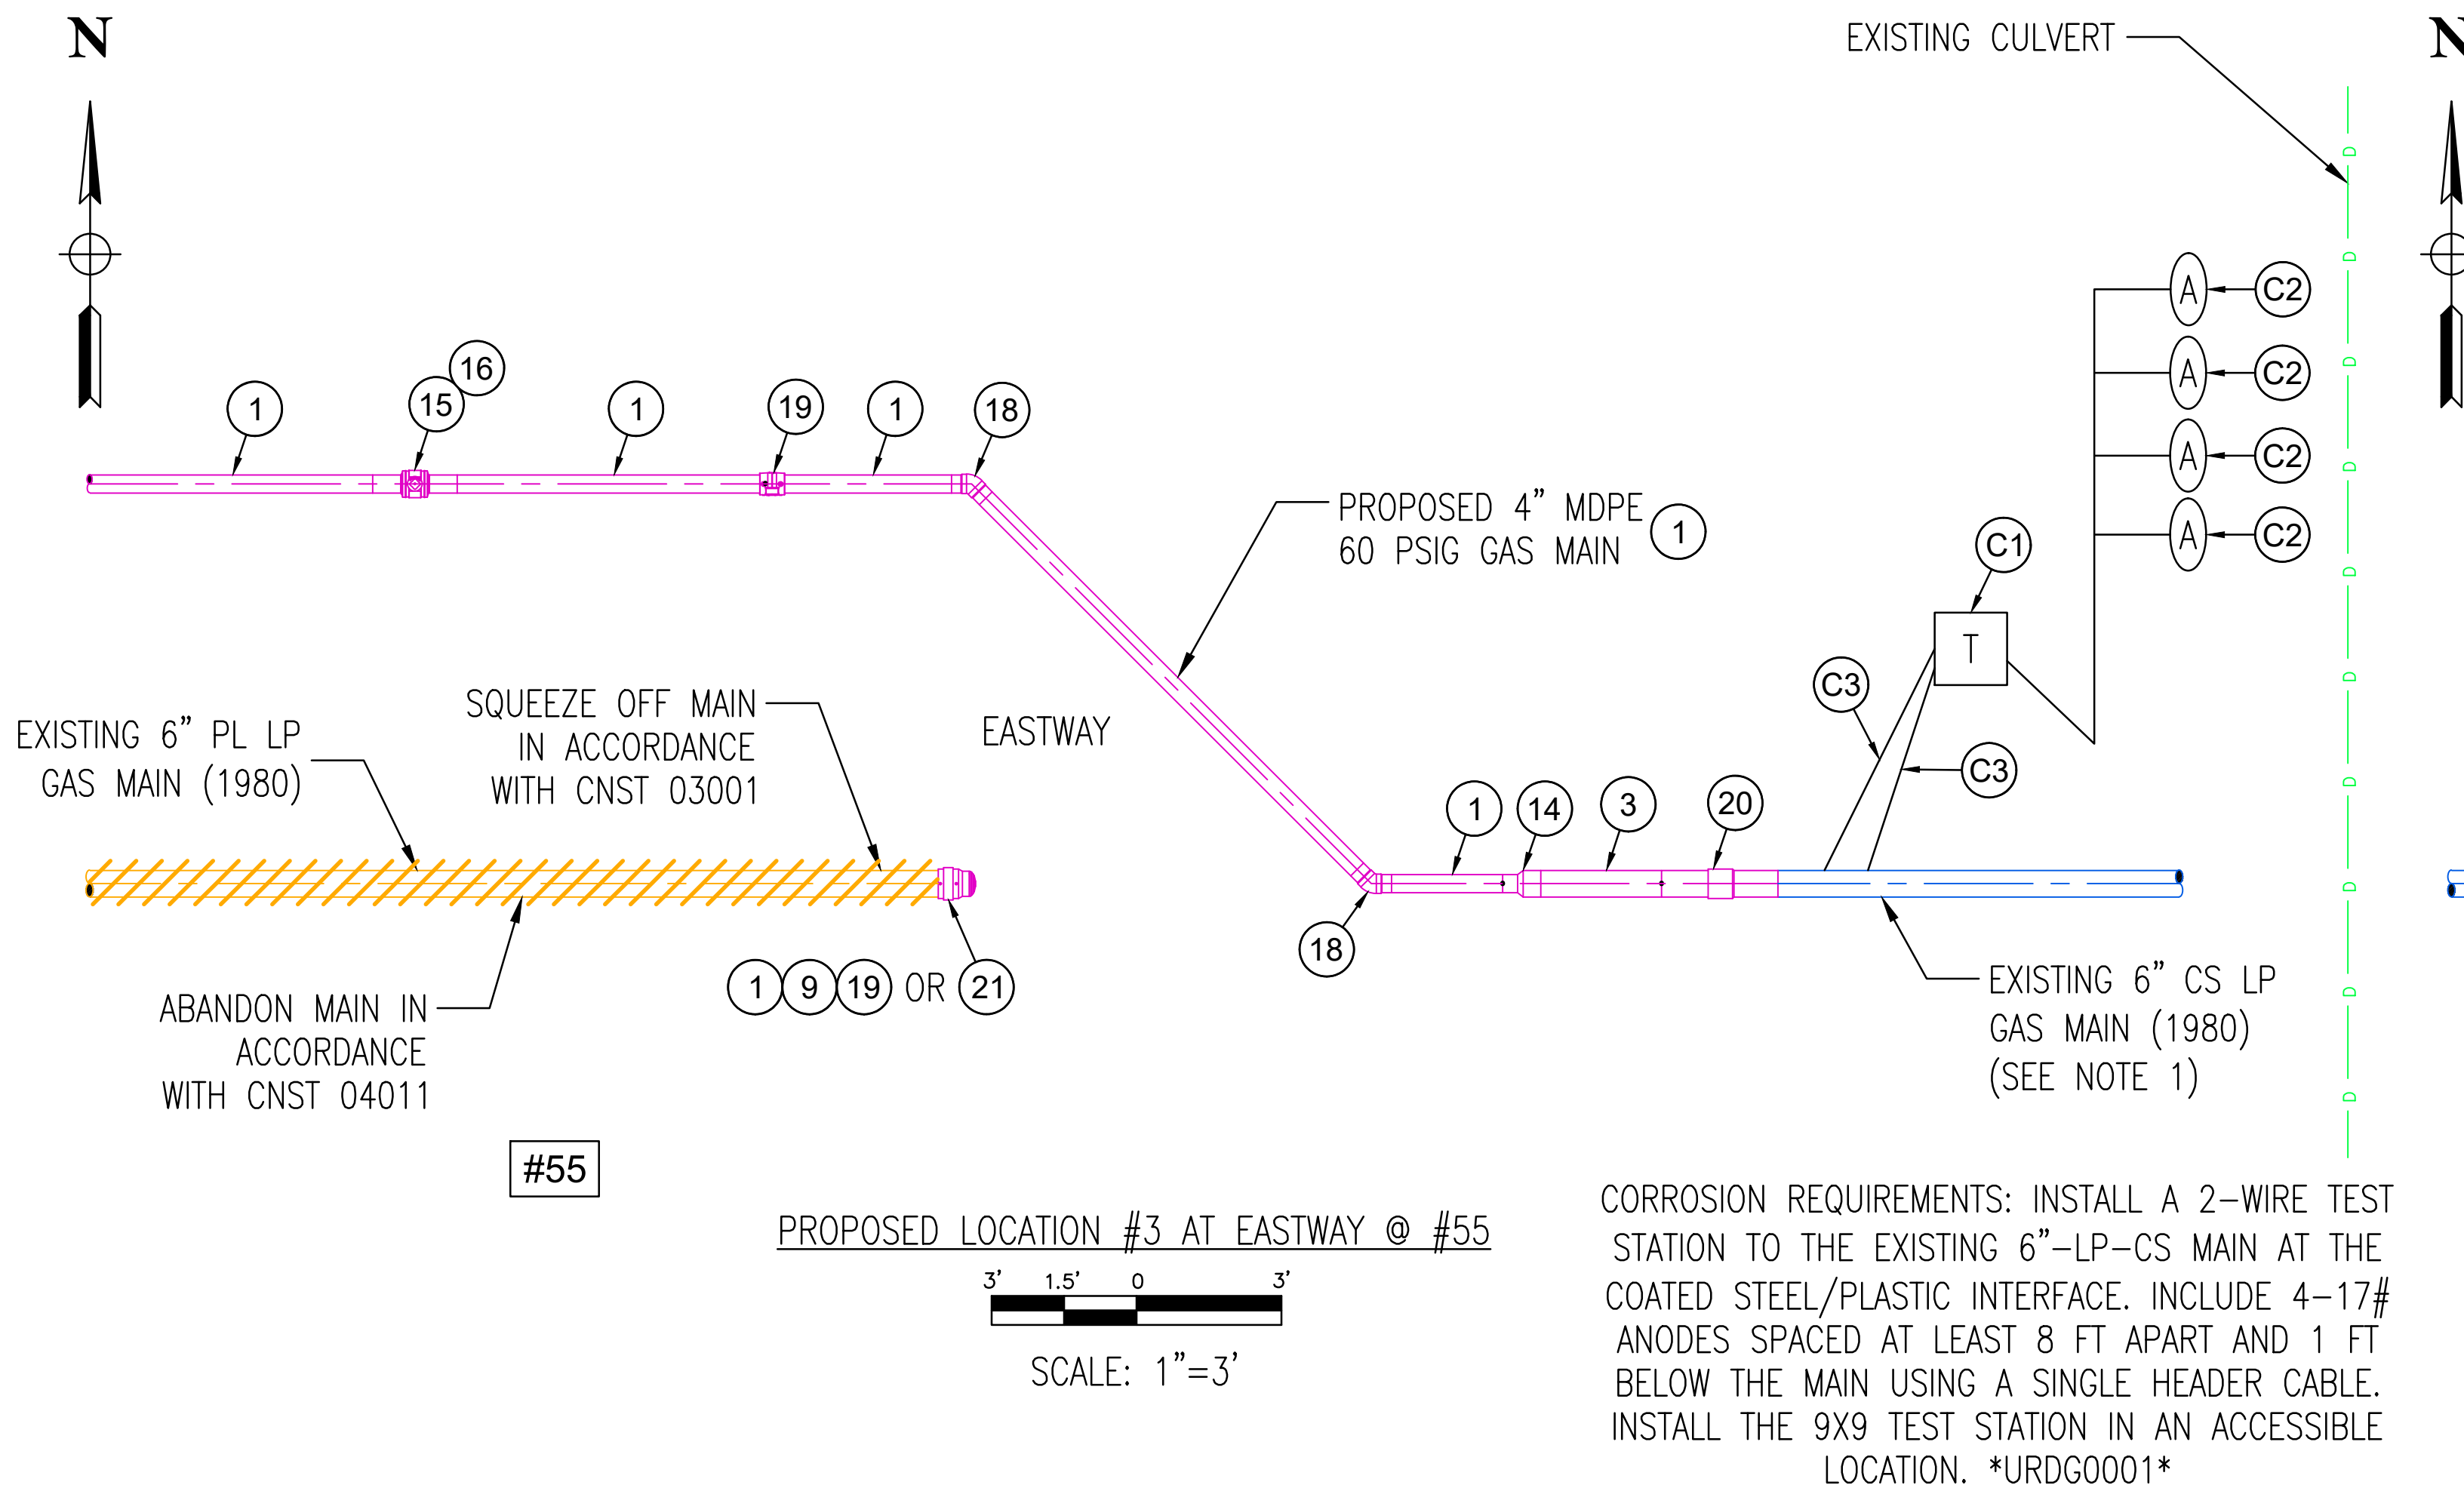 N
EXISTING CULVERT
N
D
D
A
C2
D
A
C2
16
1
15
1
19
1
18
A
C2
D
PROPOSED 4" MDPE
60 PSIG GAS MAIN
1
A
C2
C1
D
T
C3
D
SQUEEZE OFF MAIN
IN ACCORDANCE
WITH CNST 03001
EXISTING 6" PL LP
GAS MAIN (1980)
EASTWAY
C3
D
1
14
3
20
D
18
1
9
19
OR
21
ABANDON MAIN IN
ACCORDANCE
WITH CNST 04011
EXISTING 6" CS LP
GAS MAIN (1980)
(SEE NOTE 1)
D
D
#55
PROPOSED LOCATION #3 AT EASTWAY @ #55
3' 1.5' 0 3'
SCALE: 1"=3'
CORROSION REQUIREMENTS: INSTALL A 2-WIRE TEST
STATION TO THE EXISTING 6"-LP-CS MAIN AT THE
COATED STEEL/PLASTIC INTERFACE. INCLUDE 4-17#
ANODES SPACED AT LEAST 8 FT APART AND 1 FT
BELOW THE MAIN USING A SINGLE HEADER CABLE.
INSTALL THE 9X9 TEST STATION IN AN ACCESSIBLE
LOCATION. *URDG0001*